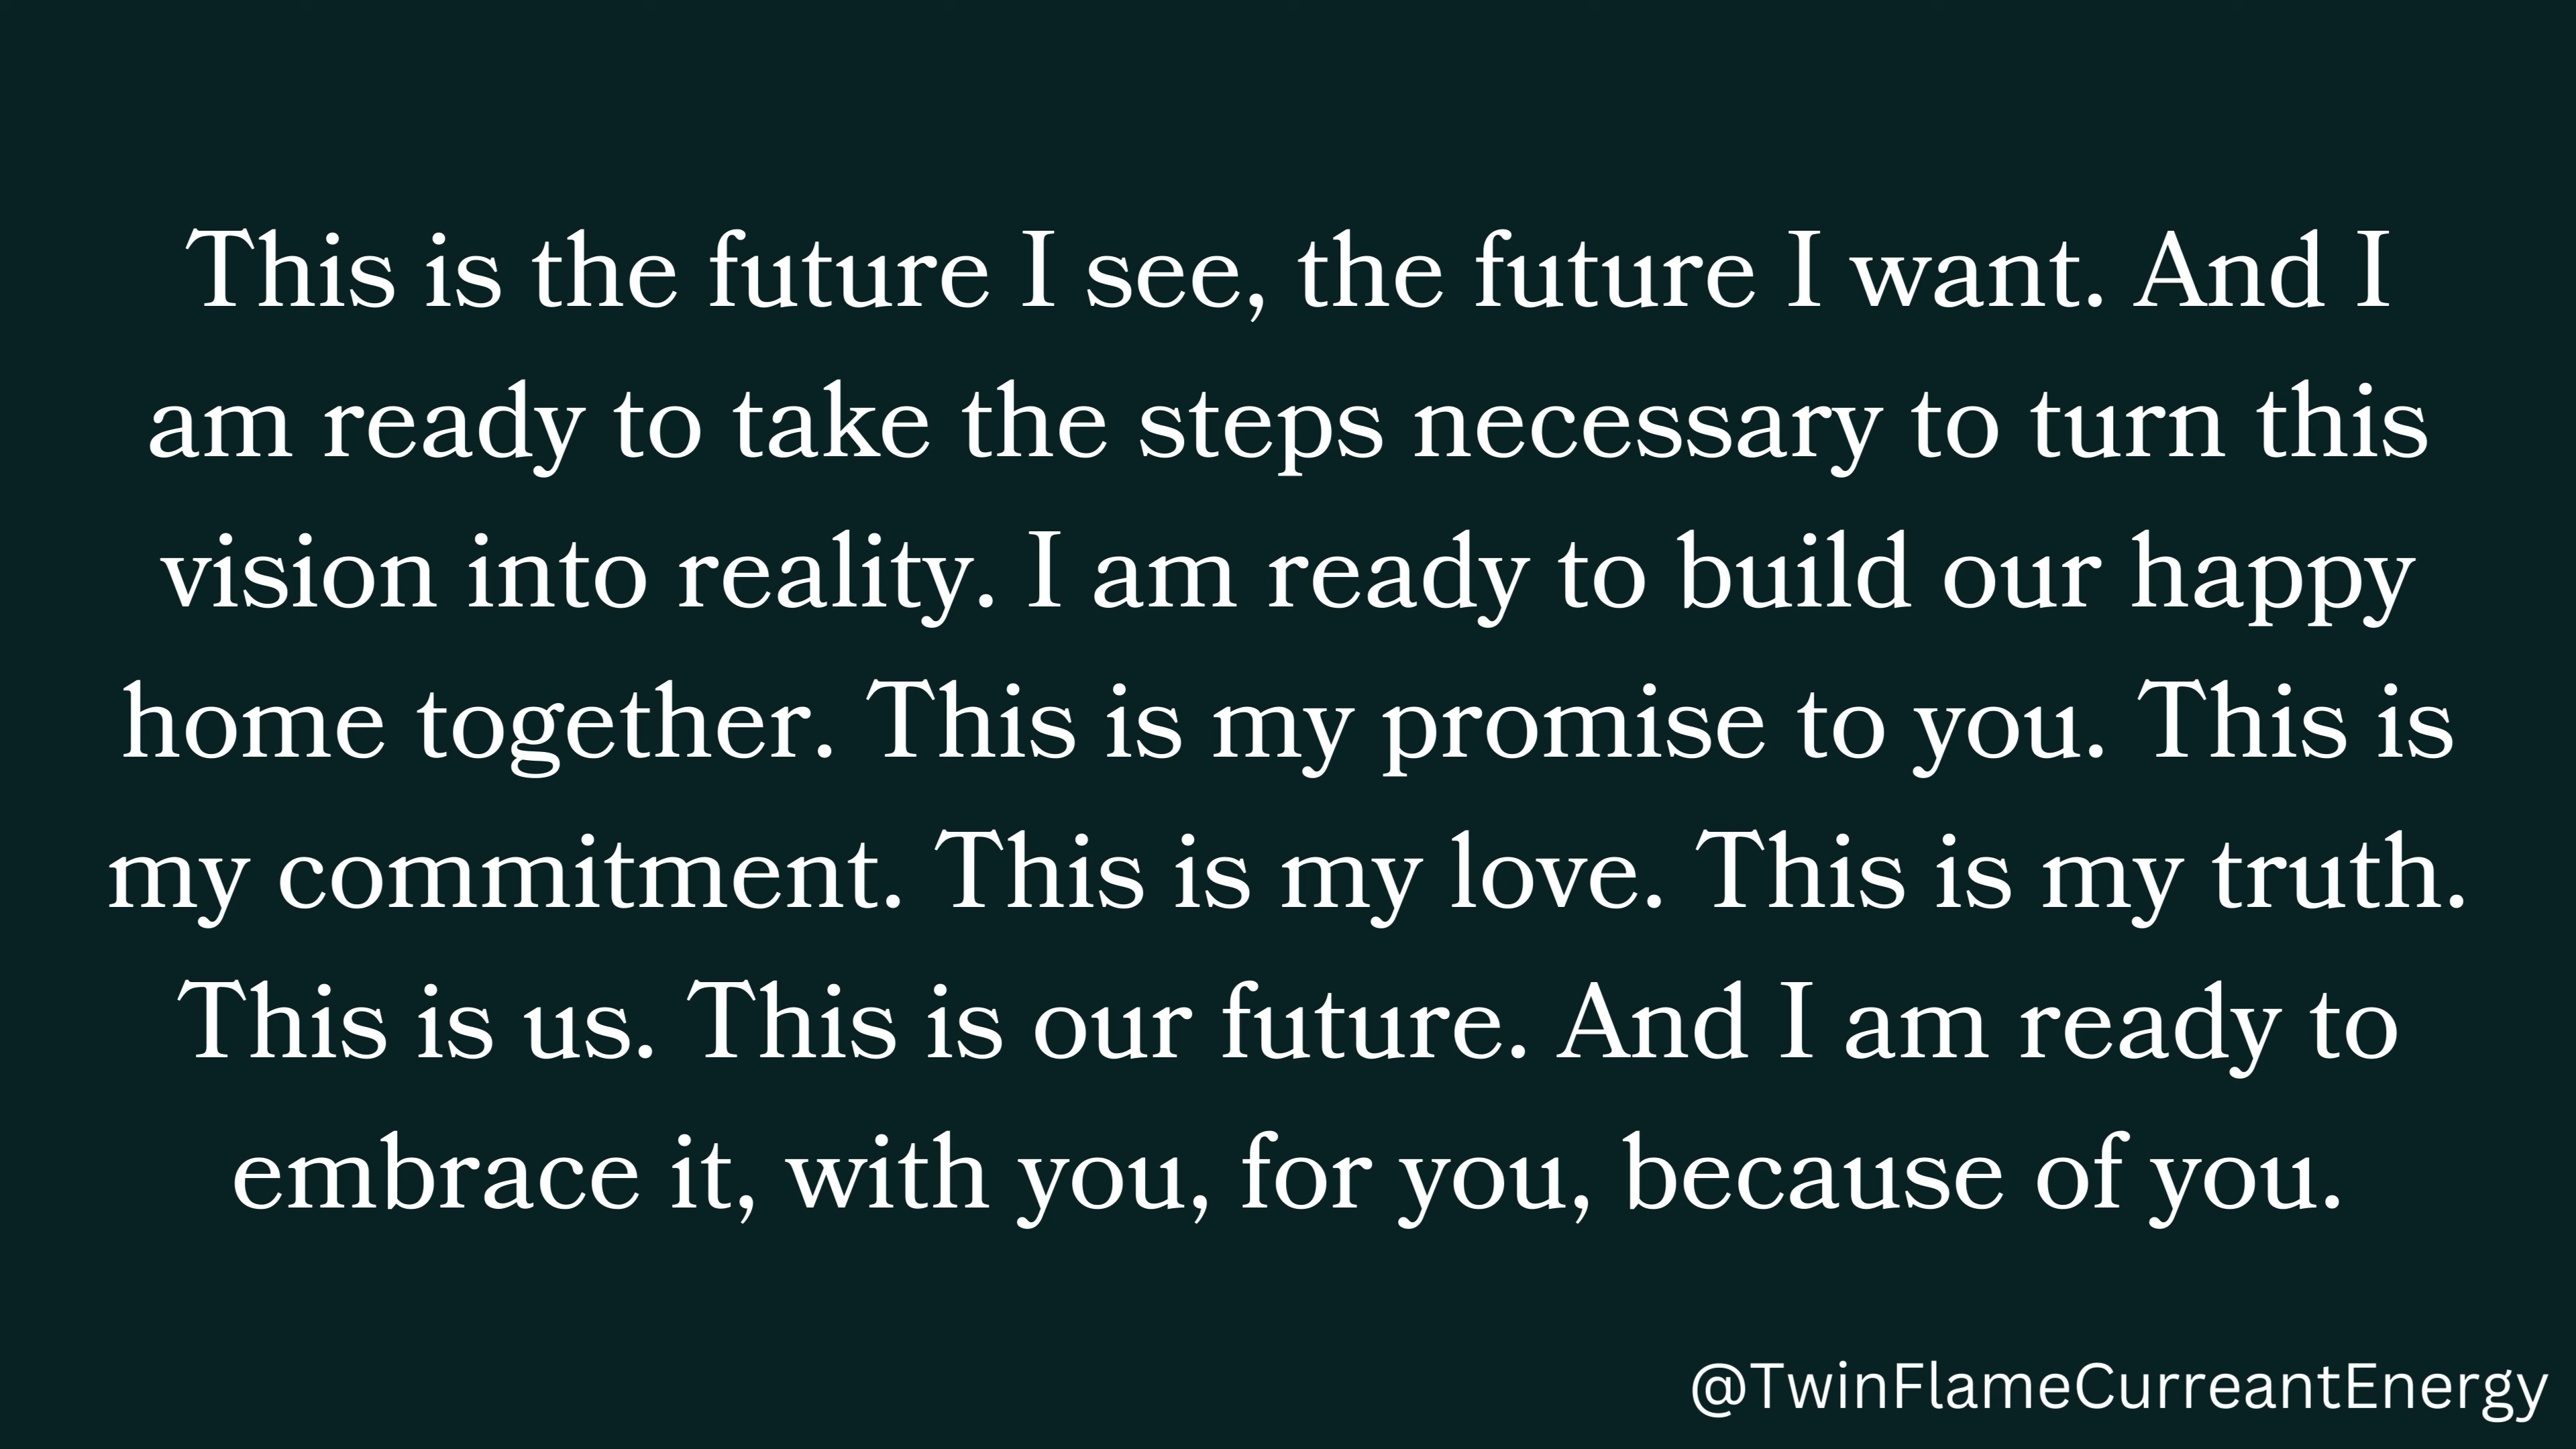 This is the future I see, the future I want. And I
am ready to take the steps necessary to turn this
vision into reality. I am ready to build our happy
home together. This is my promise to you. This is
my commitment. This is my love. This is my truth.
This is us. This is our future. And I am ready to
embrace it, with you, for you, because of you.
@TwinFlameCurreantEnergy